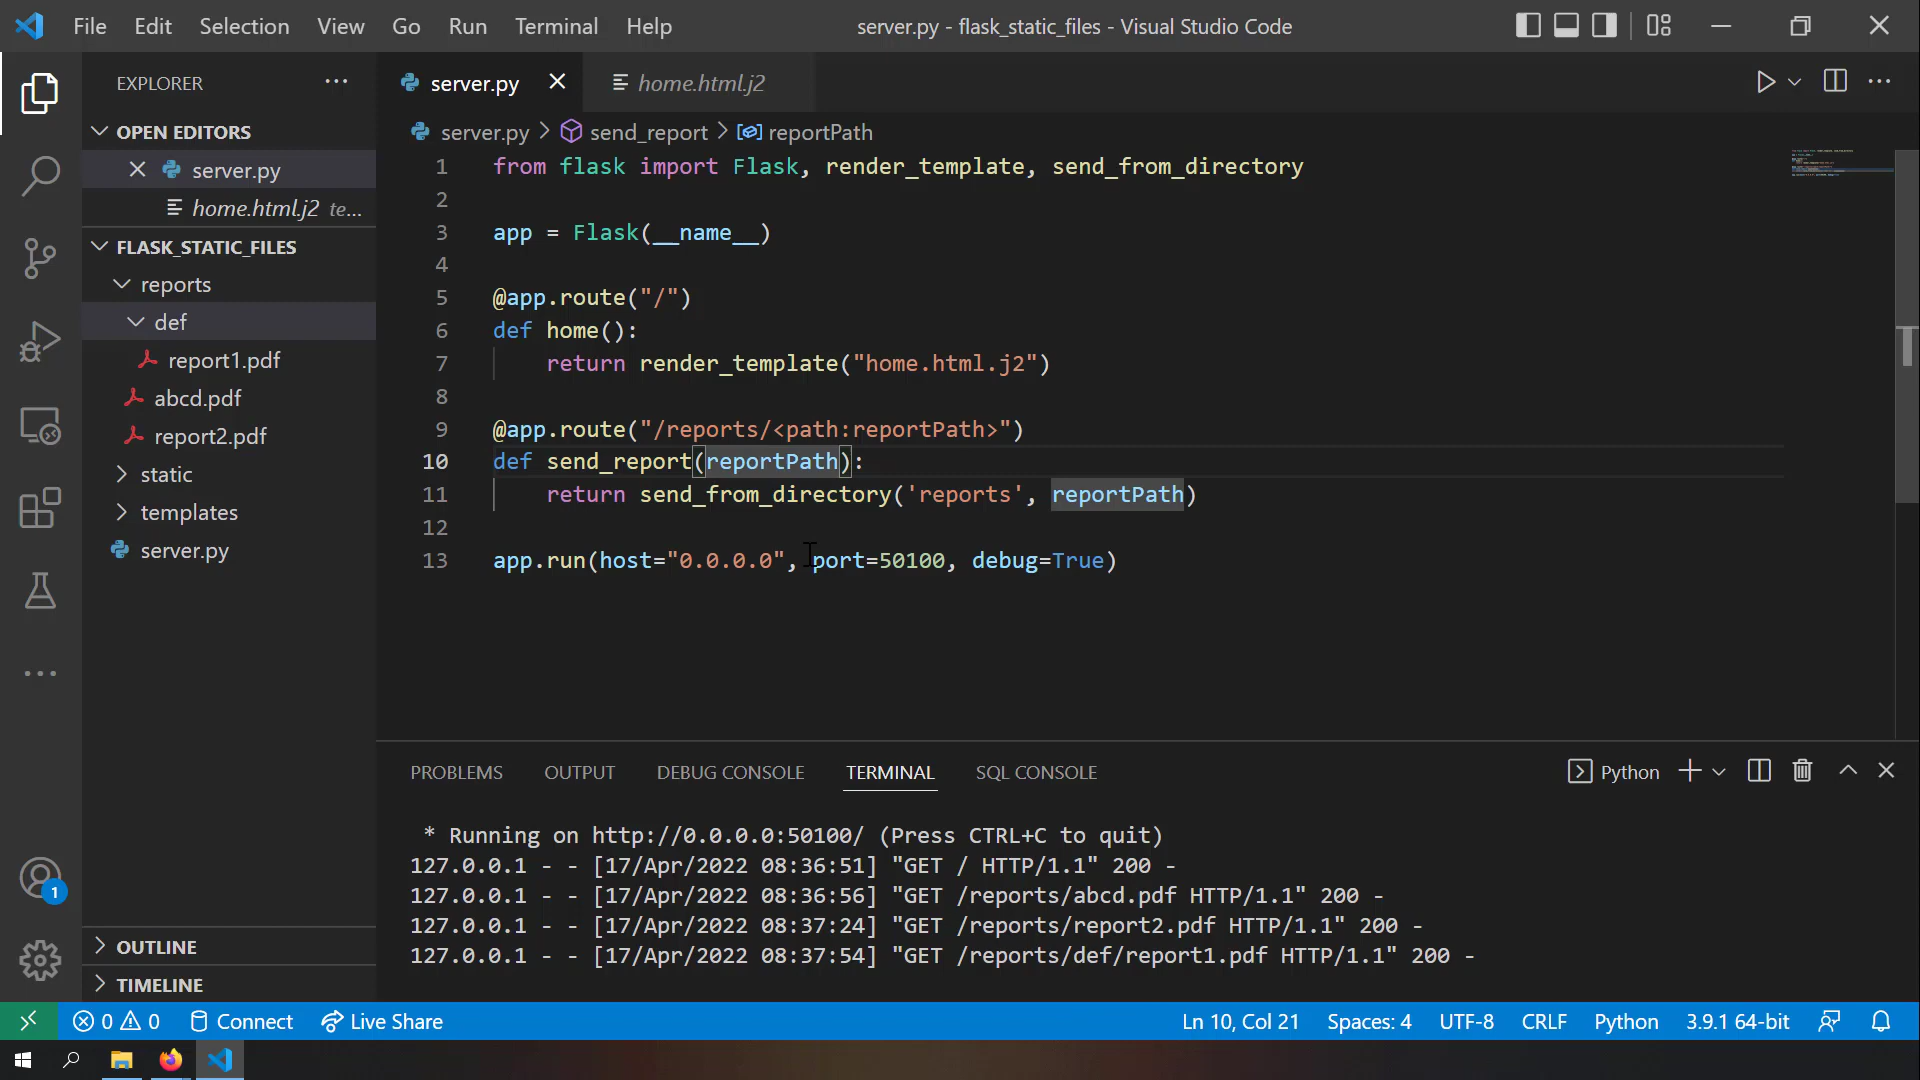 File Edit Selection View Go Run Terminal Help
server.py - flask_static_files - Visual Studio Code
EXPLORER
OPEN EDITORS
server.py
home.html.j2 te...
FLASK_STATIC_FILES
reports
def
report1.pdf
abcd.pdf
report2.pdf
static
templates
server.py
OUTLINE
TIMELINE
1
server.py home.html.j2
server.py send_report reportPath
1 from flask import Flask, render_template, send_from_directory
2
3 app = Flask(__name__)
4
5 @app.route("/")
6 def home():
7 return render_template("home.html.j2")
8
9 @app.route("/reports/<path:reportPath>")
10 def send_report(reportPath):
11 return send_from_directory('reports', reportPath)
12
13 app.run(host="0.0.0.0", port=50100, debug=True)
PROBLEMS OUTPUT DEBUG CONSOLE TERMINAL SQL CONSOLE
Python
* Running on http://0.0.0.0:50100/ (Press CTRL+C to quit)
127.0.0.1 - - [17/Apr/2022 08:36:51] "GET / HTTP/1.1" 200 -
127.0.0.1 - - [17/Apr/2022 08:36:56] "GET /reports/abcd.pdf HTTP/1.1" 200 -
127.0.0.1 - - [17/Apr/2022 08:37:24] "GET /reports/report2.pdf HTTP/1.1" 200 -
127.0.0.1 - - [17/Apr/2022 08:37:54] "GET /reports/def/report1.pdf HTTP/1.1" 200 -
0 0 Connect Live Share Ln 10, Col 21 Spaces: 4 UTF-8 CRLF Python 3.9.1 64-bit